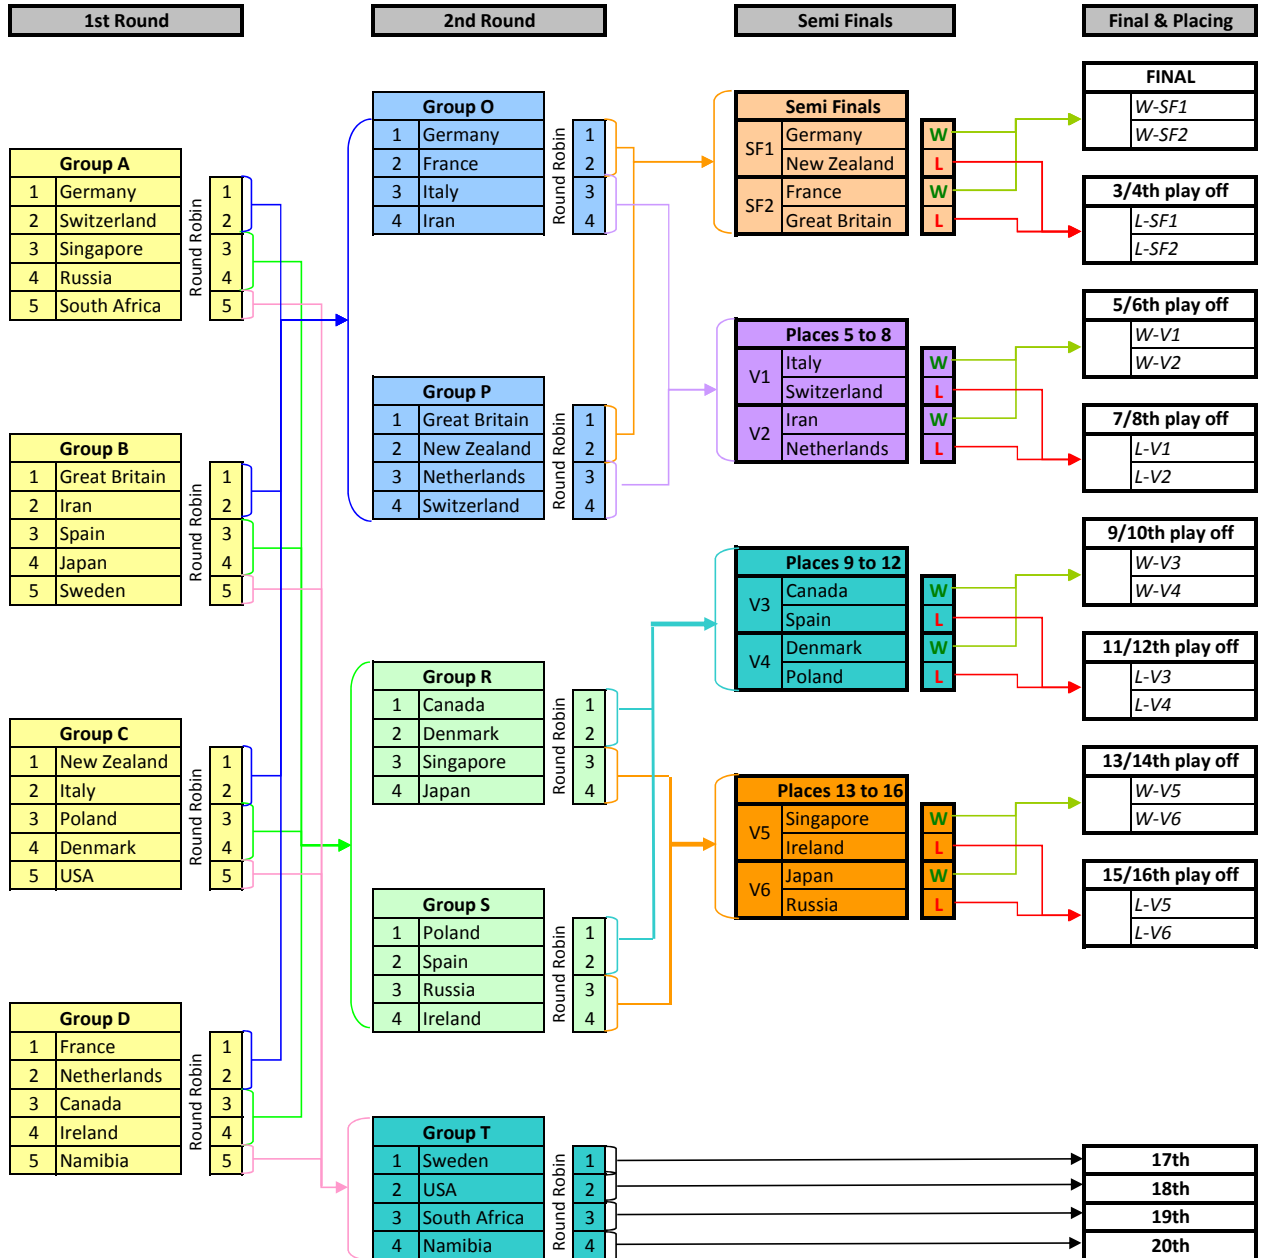 1st Round
2nd Round
Semi Finals
Final & Placing
Group A
1 Germany
2 Switzerland
3 Singapore
4 Russia
5 South Africa
Round Robin
1
2
3
4
5
Group B
1 Great Britain
2 Iran
3 Spain
4 Japan
5 Sweden
Round Robin
1
2
3
4
5
Group C
1 New Zealand
2 Italy
3 Poland
4 Denmark
5 USA
Round Robin
1
2
3
4
5
Group D
1 France
2 Netherlands
3 Canada
4 Ireland
5 Namibia
Round Robin
1
2
3
4
5
Group O
1 Germany
2 France
3 Italy
4 Iran
Round Robin
1
2
3
4
Group P
1 Great Britain
2 New Zealand
3 Netherlands
4 Switzerland
Round Robin
1
2
3
4
Group R
1 Canada
2 Denmark
3 Singapore
4 Japan
Round Robin
1
2
3
4
Group S
1 Poland
2 Spain
3 Russia
4 Ireland
Round Robin
1
2
3
4
Group T
1 Sweden
2 USA
3 South Africa
4 Namibia
Round Robin
1
2
3
4
Semi Finals
SF1
Germany W
New Zealand L
SF2
France W
Great Britain L
Places 5 to 8
V1
Italy W
Switzerland L
V2
Iran W
Netherlands L
Places 9 to 12
V3
Canada W
Spain L
V4
Denmark W
Poland L
Places 13 to 16
V5
Singapore W
Ireland L
V6
Japan W
Russia L
FINAL
W-SF1
W-SF2
3/4th play off
L-SF1
L-SF2
5/6th play off
W-V1
W-V2
7/8th play off
L-V1
L-V2
9/10th play off
W-V3
W-V4
11/12th play off
L-V3
L-V4
13/14th play off
W-V5
W-V6
15/16th play off
L-V5
L-V6
17th
18th
19th
20th